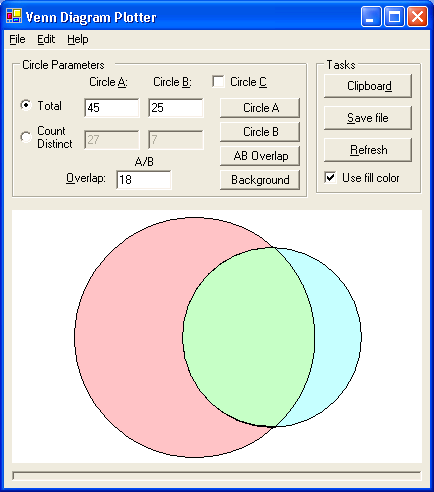 Venn Diagram Plotter
File Edit Help
Circle Parameters
Circle A: Circle B: Circle C
Total 45 25
Count Distinct 27 7
A/B
Overlap: 18
Circle A
Circle B
AB Overlap
Background
Tasks
Clipboard
Save file
Refresh
Use fill color